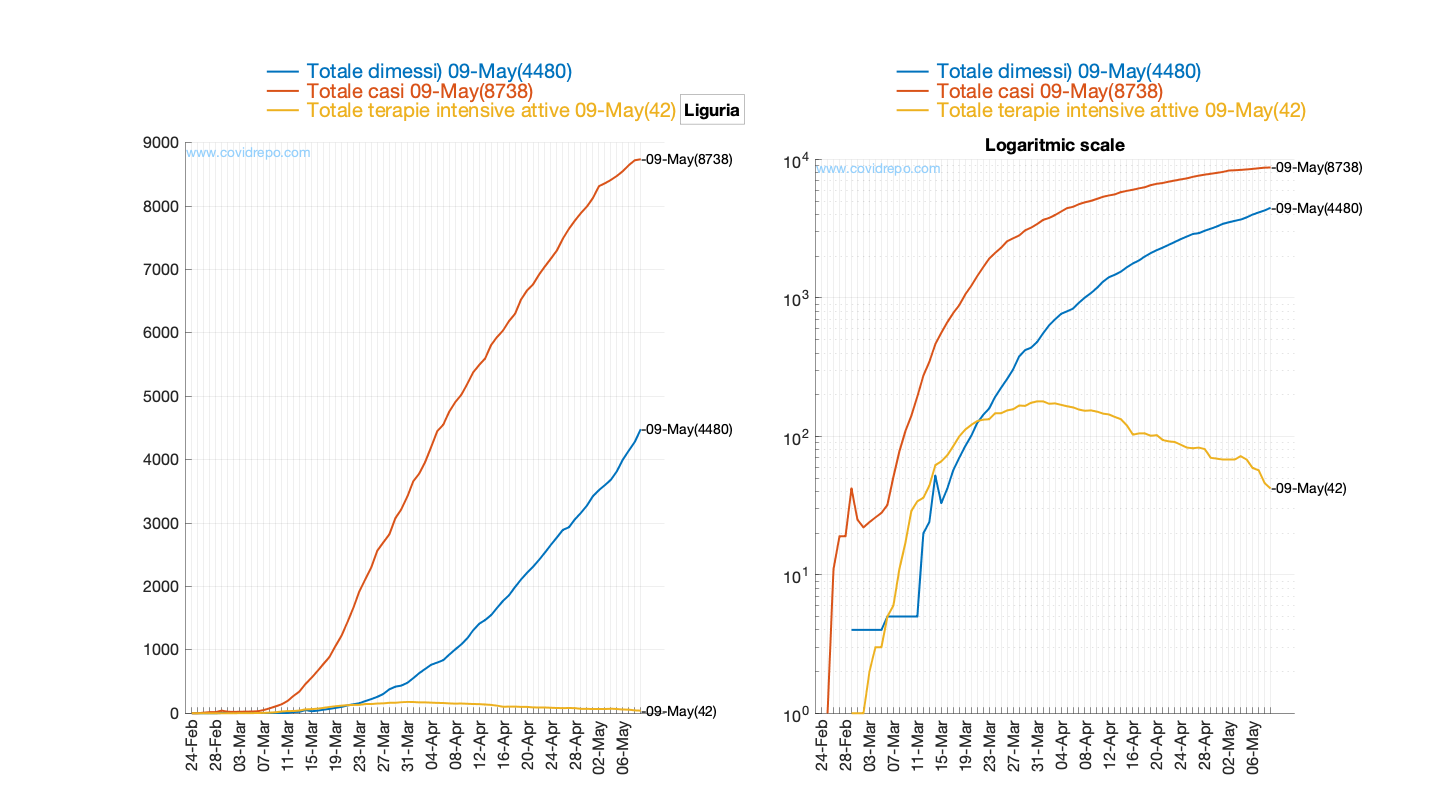 Totale dimessi) 09-May(4480)
Totale casi 09-May(8738)
Totale terapie intensive attive 09-May(42)
Liguria
9000
8000
7000
6000
5000
4000
3000
2000
1000
0
www.covidrepo.com
-09-May(8738)
-09-May(4480)
-09-May(42)
24-Feb
28-Feb
03-Mar
07-Mar
11-Mar
15-Mar
19-Mar
23-Mar
27-Mar
31-Mar
04-Apr
08-Apr
12-Apr
16-Apr
20-Apr
24-Apr
28-Apr
02-May
06-May
Totale dimessi) 09-May(4480)
Totale casi 09-May(8738)
Totale terapie intensive attive 09-May(42)
Logaritmic scale
10^4
10^3
10^2
10^1
10^0
www.covidrepo.com
-09-May(8738)
-09-May(4480)
-09-May(42)
24-Feb
28-Feb
03-Mar
07-Mar
11-Mar
15-Mar
19-Mar
23-Mar
27-Mar
31-Mar
04-Apr
08-Apr
12-Apr
16-Apr
20-Apr
24-Apr
28-Apr
02-May
06-May